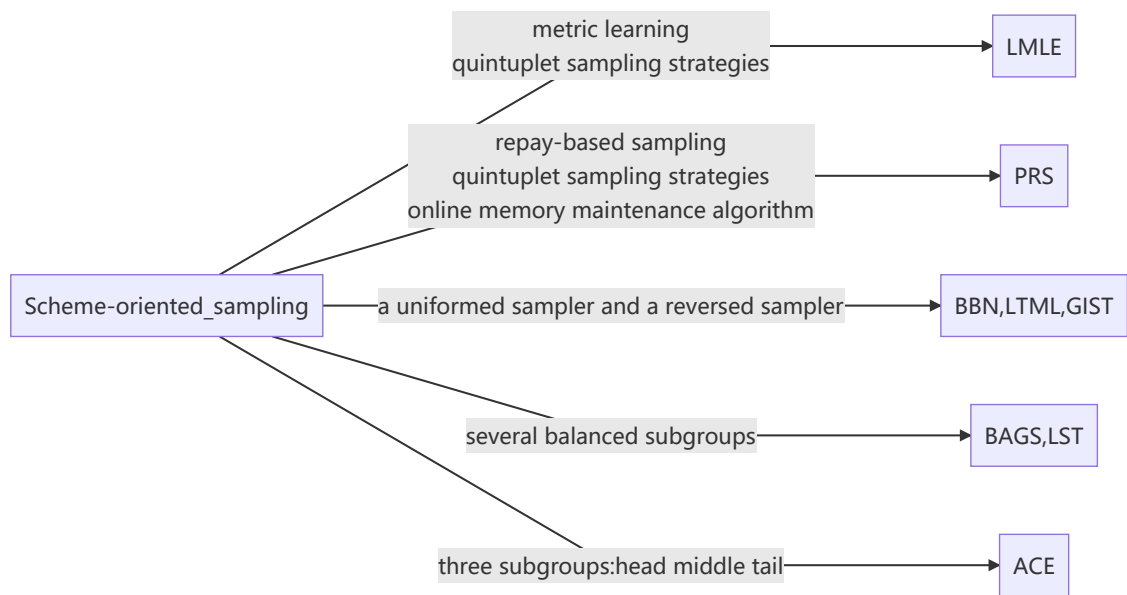 metric learning
quintuplet sampling strategies
LMLE
repay-based sampling
quintuplet sampling strategies
online memory maintenance algorithm
PRS
Scheme-oriented_sampling
a uniformed sampler and a reversed sampler
BBN,LTML,GIST
several balanced subgroups
BAGS,LST
three subgroups:head middle tail
ACE